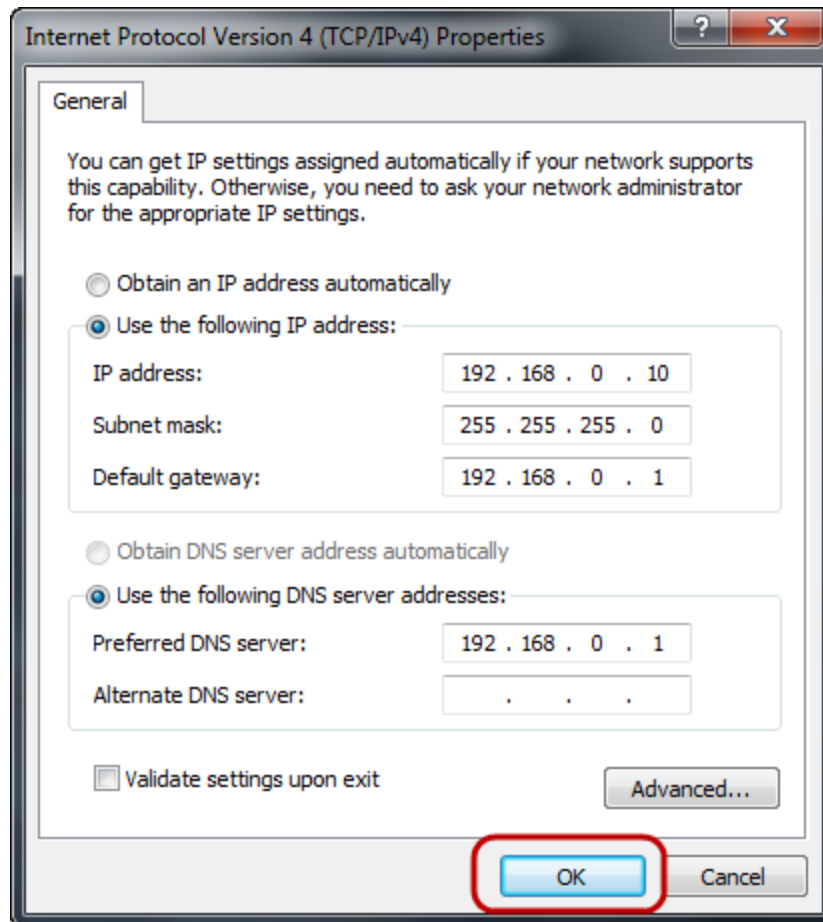 Internet Protocol Version 4 (TCP/IPv4) Properties
?
X
General
You can get IP settings assigned automatically if your network supports
this capability. Otherwise, you need to ask your network administrator
for the appropriate IP settings.
Obtain an IP address automatically
Use the following IP address:
IP address: 192 . 168 . 0 . 10
Subnet mask: 255 . 255 . 255 . 0
Default gateway: 192 . 168 . 0 . 1
Obtain DNS server address automatically
Use the following DNS server addresses:
Preferred DNS server: 192 . 168 . 0 . 1
Alternate DNS server: . . .
Validate settings upon exit
Advanced...
OK Cancel